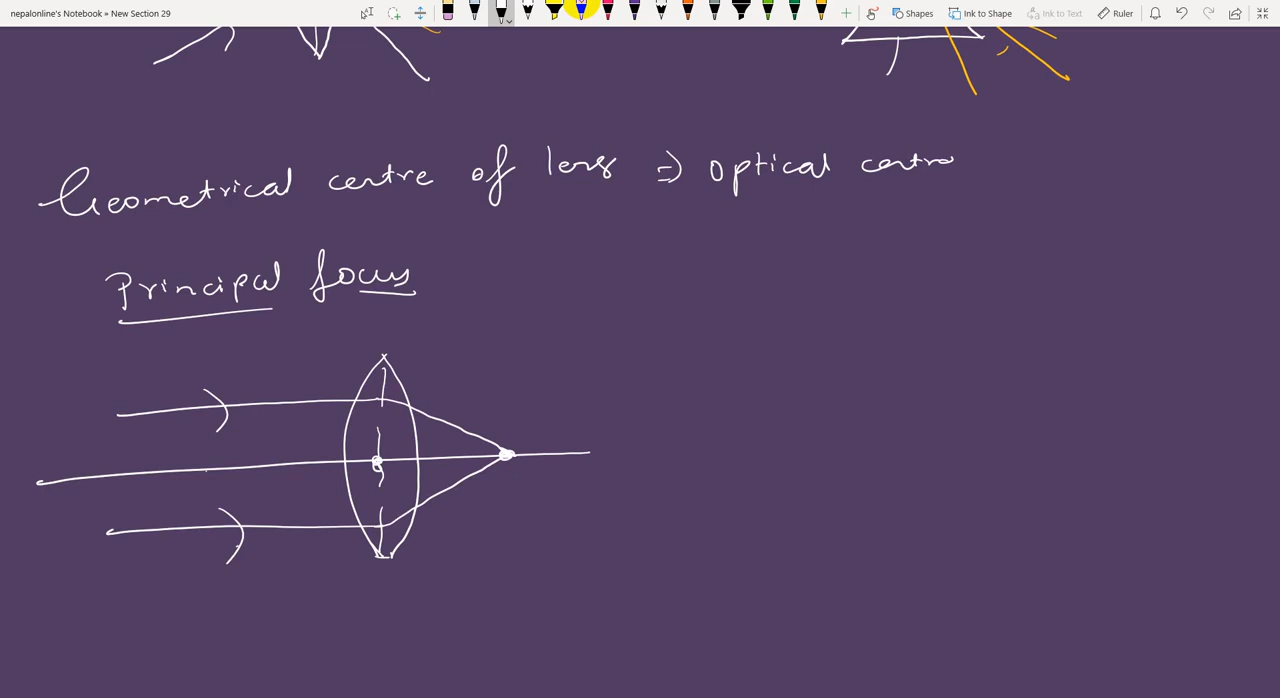 nepalonline's Notebook » New Section 29
Shapes Ink to Shape Ink to Text Ruler
Geometrical centre of lens => optical centre
Principal focus